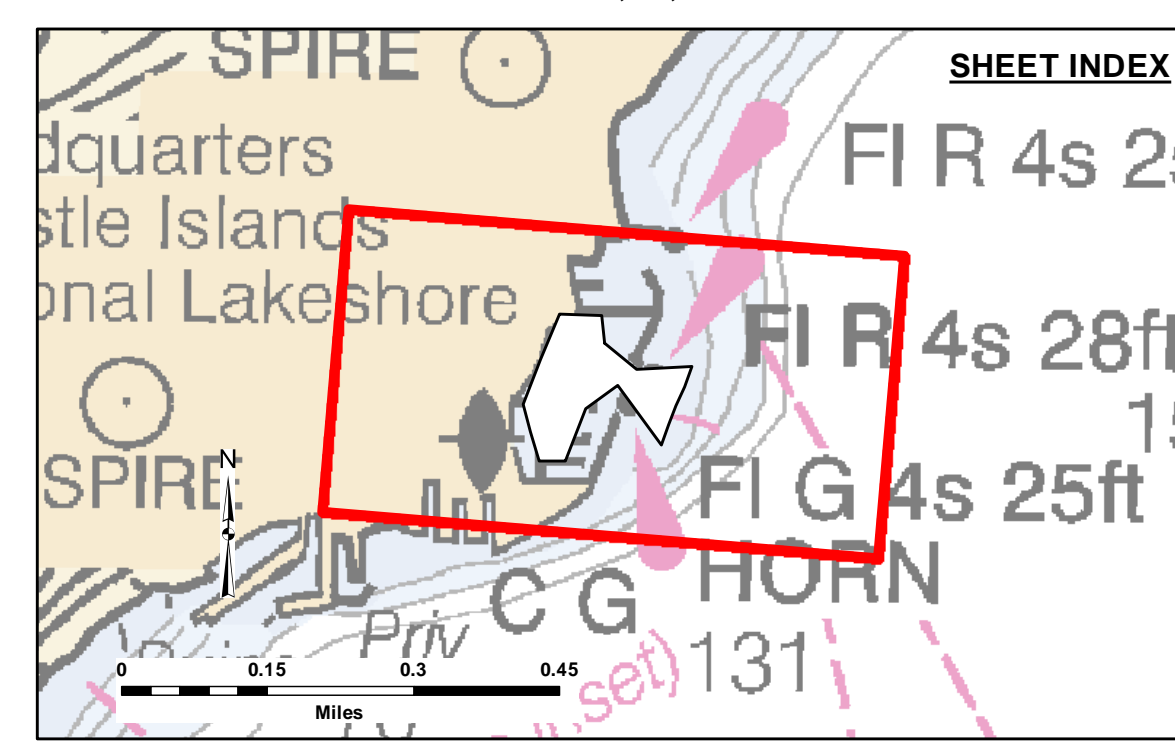 SPIRE
SHEET INDEX
Fl R 4s 25
dquarters
stle Islands
onal Lakeshore
Fl R 4s 28ft
15
SPIRE
N
Fl G 4s 25ft
HORN
C G
Priv
131
0 0.15 0.3 0.45
Miles
set)